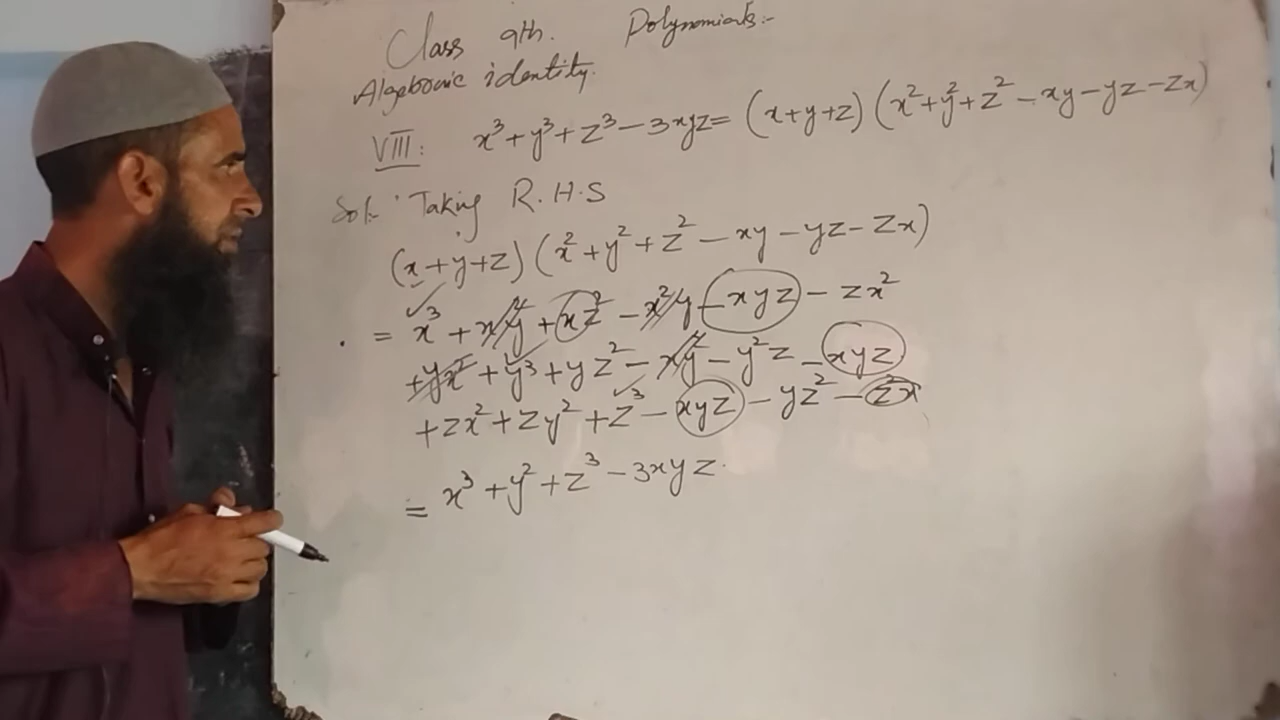 Class 9th. Polynomials:-
Algebraic identity.
VIII: x³+y³+z³-3xyz= (x+y+z) (x²+y²+z²-xy-yz-zx)
Sol: Taking R.H.S
(x+y+z) (x²+y²+z²-xy-yz-zx)
= x³+xy²+xz²-x²y-xyz-zx²
+yx²+y³+yz²-xy²-y²z-xyz
+zx²+zy²+z³-xyz-yz²-z²x
= x³+y²+z³-3xyz.